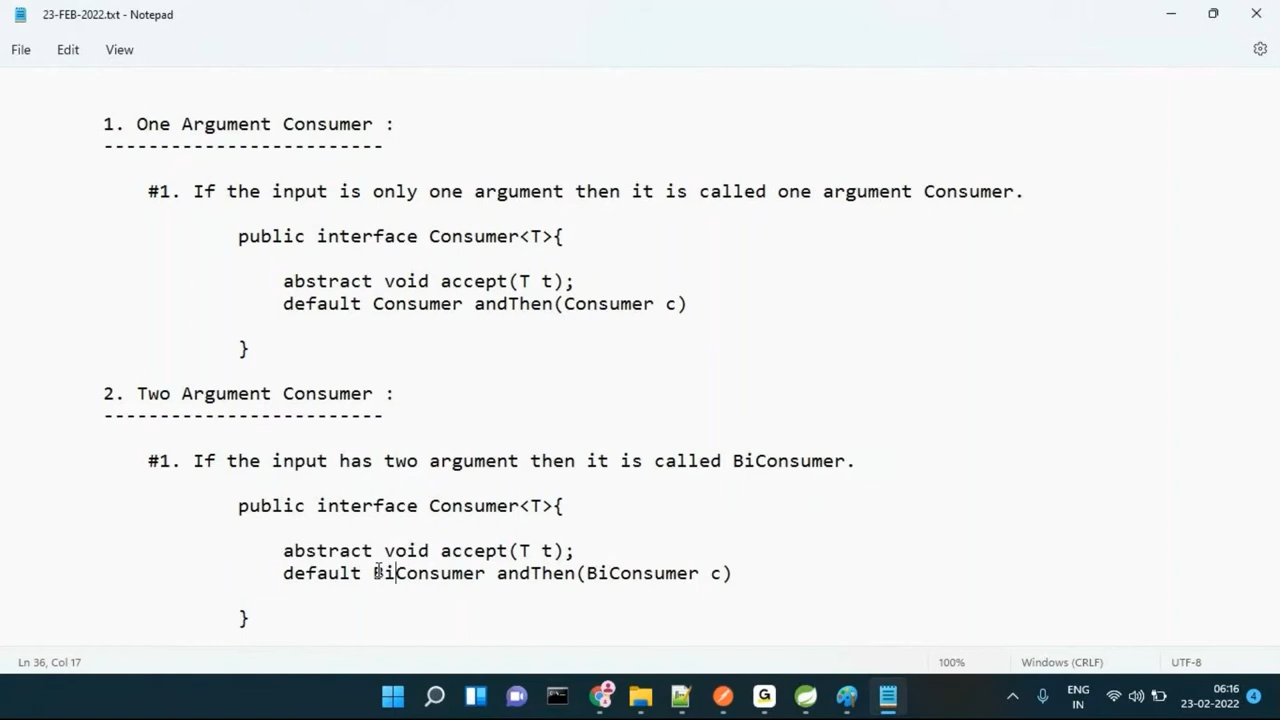 23-FEB-2022.txt - Notepad
File Edit View
1. One Argument Consumer :
-------------------------
#1. If the input is only one argument then it is called one argument Consumer.
public interface Consumer<T>{
abstract void accept(T t);
default Consumer andThen(Consumer c)
}
2. Two Argument Consumer :
-------------------------
#1. If the input has two argument then it is called BiConsumer.
public interface Consumer<T>{
abstract void accept(T t);
default BiConsumer andThen(BiConsumer c)
}
Ln 36, Col 17 100% Windows (CRLF) UTF-8
ENG 06:16
IN 23-02-2022 4